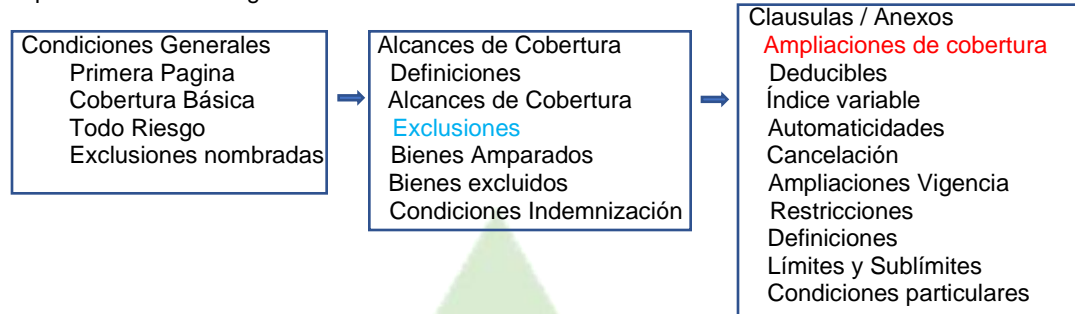 Condiciones Generales
Primera Pagina
Cobertura Básica
Todo Riesgo
Exclusiones nombradas
Alcances de Cobertura
Definiciones
Alcances de Cobertura
Exclusiones
Bienes Amparados
Bienes excluidos
Condiciones Indemnización
Clausulas / Anexos
Ampliaciones de cobertura
Deducibles
Índice variable
Automaticidades
Cancelación
Ampliaciones Vigencia
Restricciones
Definiciones
Límites y Sublímites
Condiciones particulares